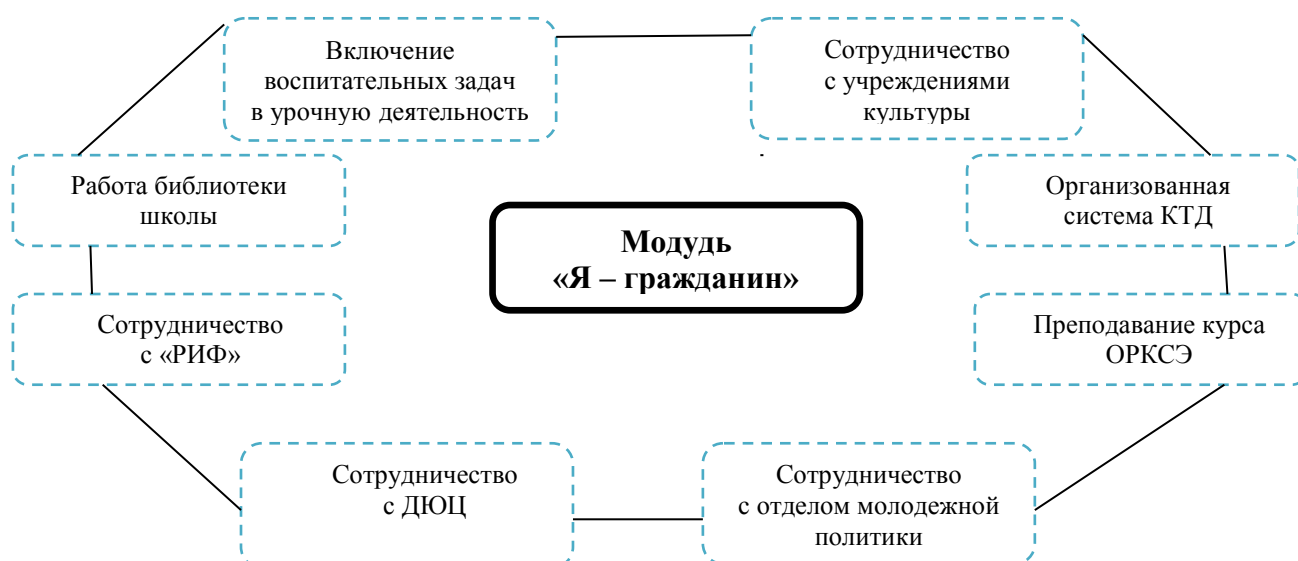 Включение
воспитательных задач
в урочную деятельность
Сотрудничество
с учреждениями
культуры
Работа библиотеки
школы
Организованная
система КТД
Модудь
«Я – гражданин»
Сотрудничество
с «РИФ»
Преподавание курса
ОРКСЭ
Сотрудничество
с ДЮЦ
Сотрудничество
с отделом молодежной
политики